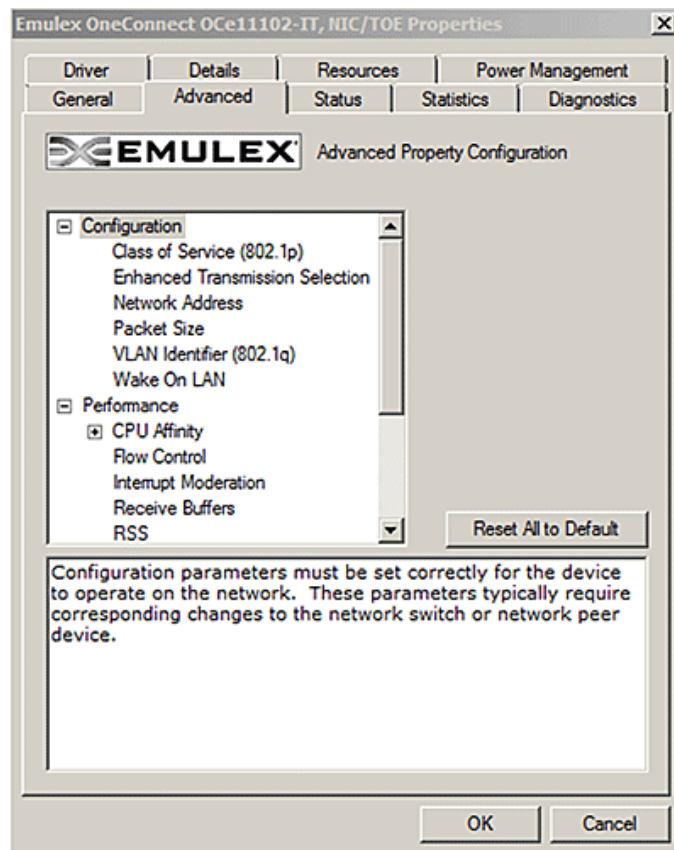 Emulex OneConnect OCe11102-IT, NIC/TOE Properties
Driver Details Resources Power Management
General Advanced Status Statistics Diagnostics
EMULEX Advanced Property Configuration
Configuration
Class of Service (802.1p)
Enhanced Transmission Selection
Network Address
Packet Size
VLAN Identifier (802.1q)
Wake On LAN
Performance
CPU Affinity
Flow Control
Interrupt Moderation
Receive Buffers
RSS
Reset All to Default
Configuration parameters must be set correctly for the device
to operate on the network. These parameters typically require
corresponding changes to the network switch or network peer
device.
OK Cancel